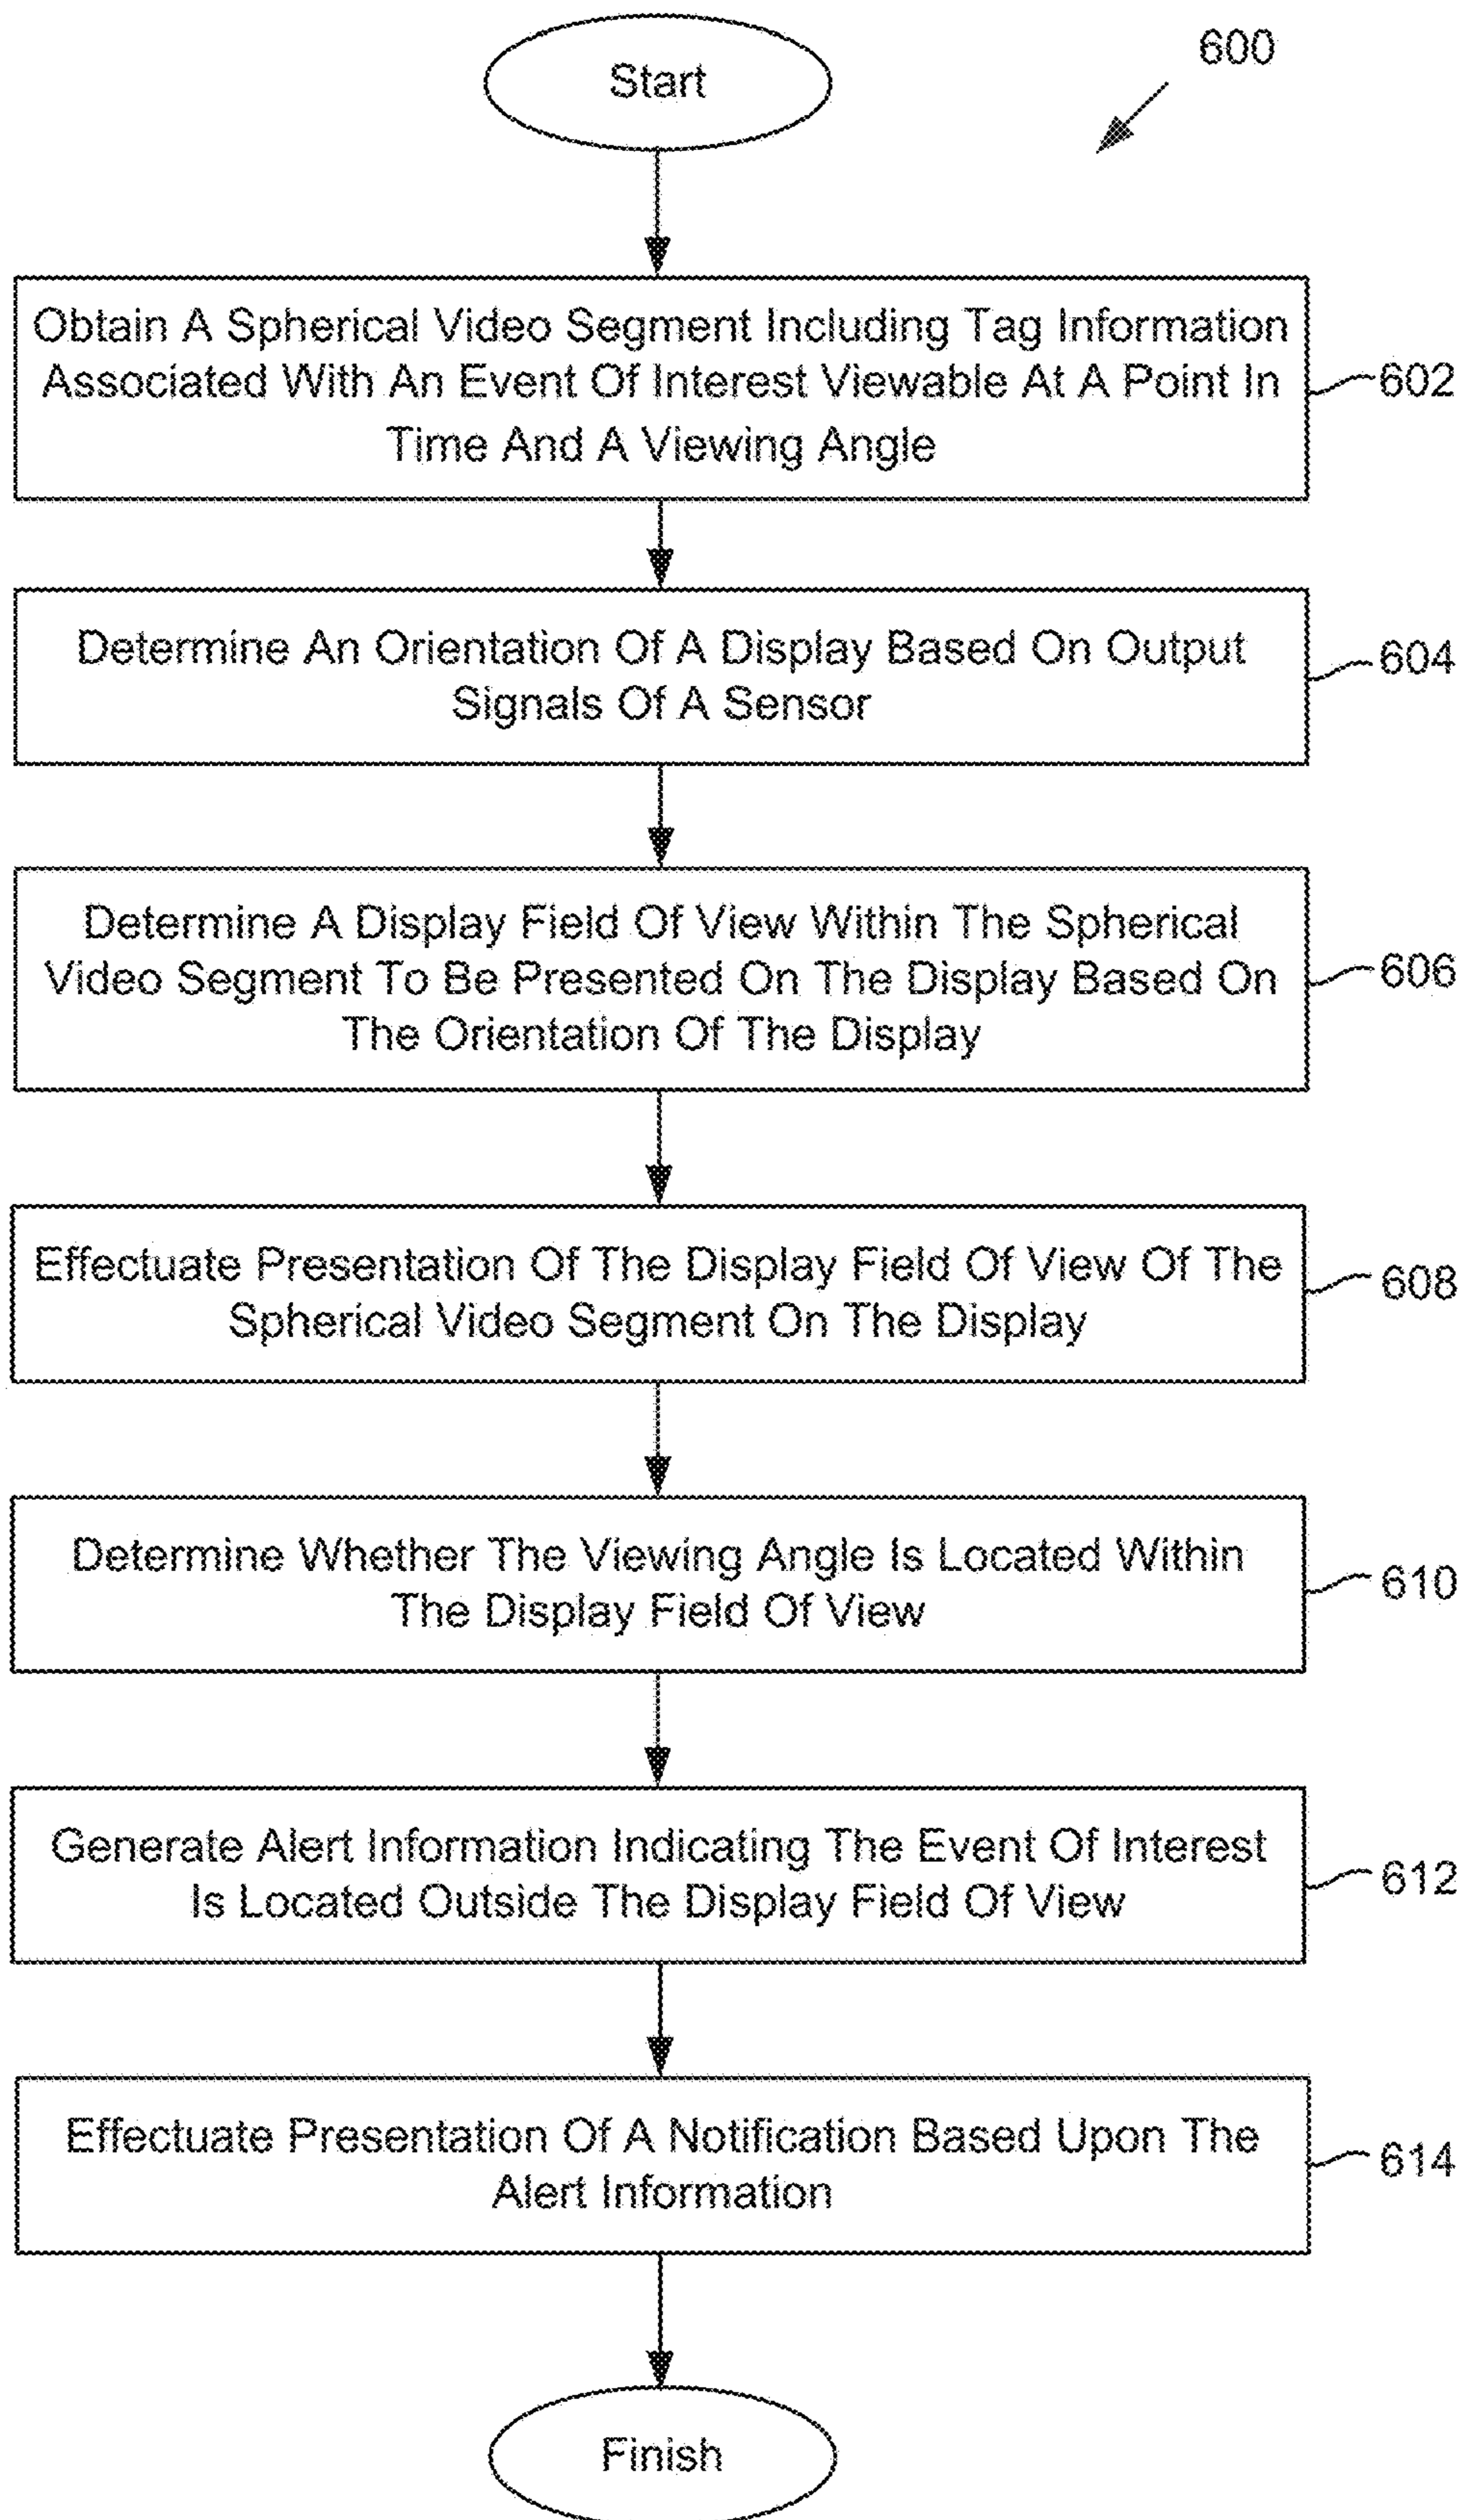 Start
600
Obtain A Spherical Video Segment Including Tag Information
Associated With An Event Of Interest Viewable At A Point In
Time And A Viewing Angle
602
Determine An Orientation Of A Display Based On Output
Signals Of A Sensor
604
Determine A Display Field Of View Within The Spherical
Video Segment To Be Presented On The Display Based On
The Orientation Of The Display
606
Effectuate Presentation Of The Display Field Of View Of The
Spherical Video Segment On The Display
608
Determine Whether The Viewing Angle Is Located Within
The Display Field Of View
610
Generate Alert Information Indicating The Event Of Interest
Is Located Outside The Display Field Of View
612
Effectuate Presentation Of A Notification Based Upon The
Alert Information
614
Finish